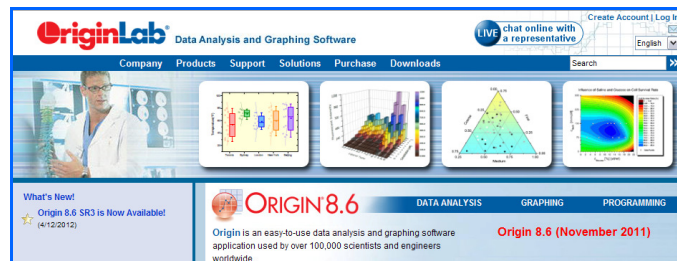 Create Account | Log In
OriginLab® Data Analysis and Graphing Software
LIVE chat online with
a representative
English
Company Products Support Solutions Purchase Downloads
Search
What's New!
Origin 8.6 SR3 is Now Available!
(4/12/2012)
ORIGIN® 8.6
DATA ANALYSIS GRAPHING PROGRAMMING
Origin is an easy-to-use data analysis and graphing software
application used by over 100,000 scientists and engineers
worldwide
Origin 8.6 (November 2011)